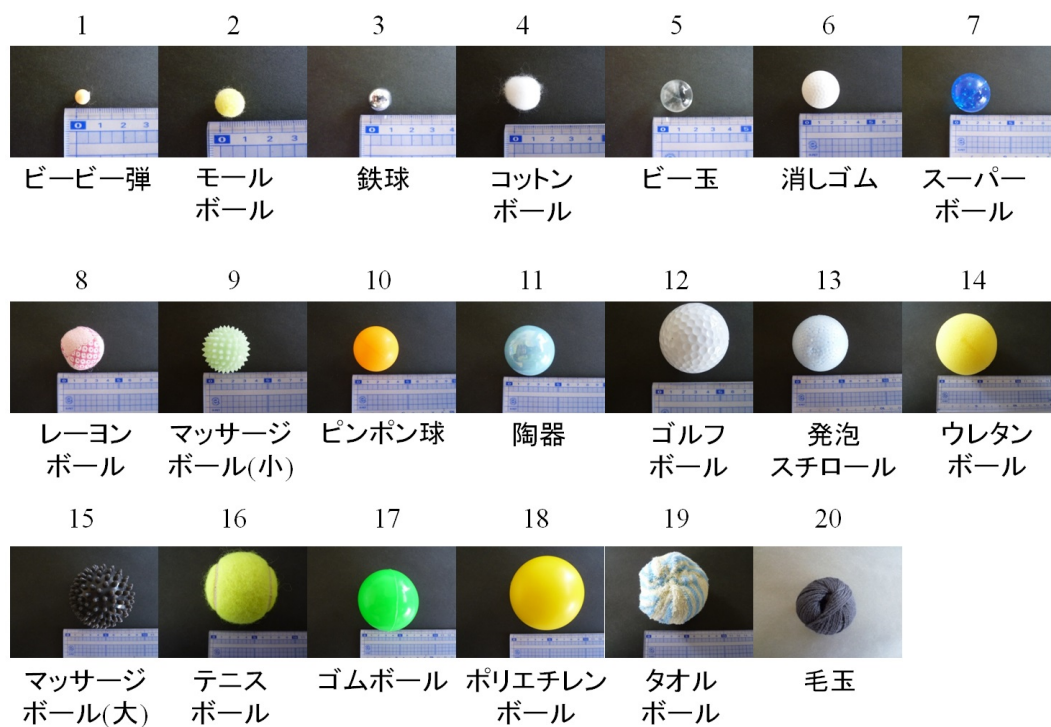 1 2 3 4 5 6 7
ビービー弾 モール 鉄球 コットン ビー玉 消しゴム スーパー
ボール ボール ボール
8 9 10 11 12 13 14
レーヨン マッサージ ピンポン球 陶器 ゴルフ 発泡 ウレタン
ボール ボール(小) ボール スチロール ボール
15 16 17 18 19 20
マッサージ テニス ゴムボール ポリエチレン タオル 毛玉
ボール(大) ボール ボール ボール